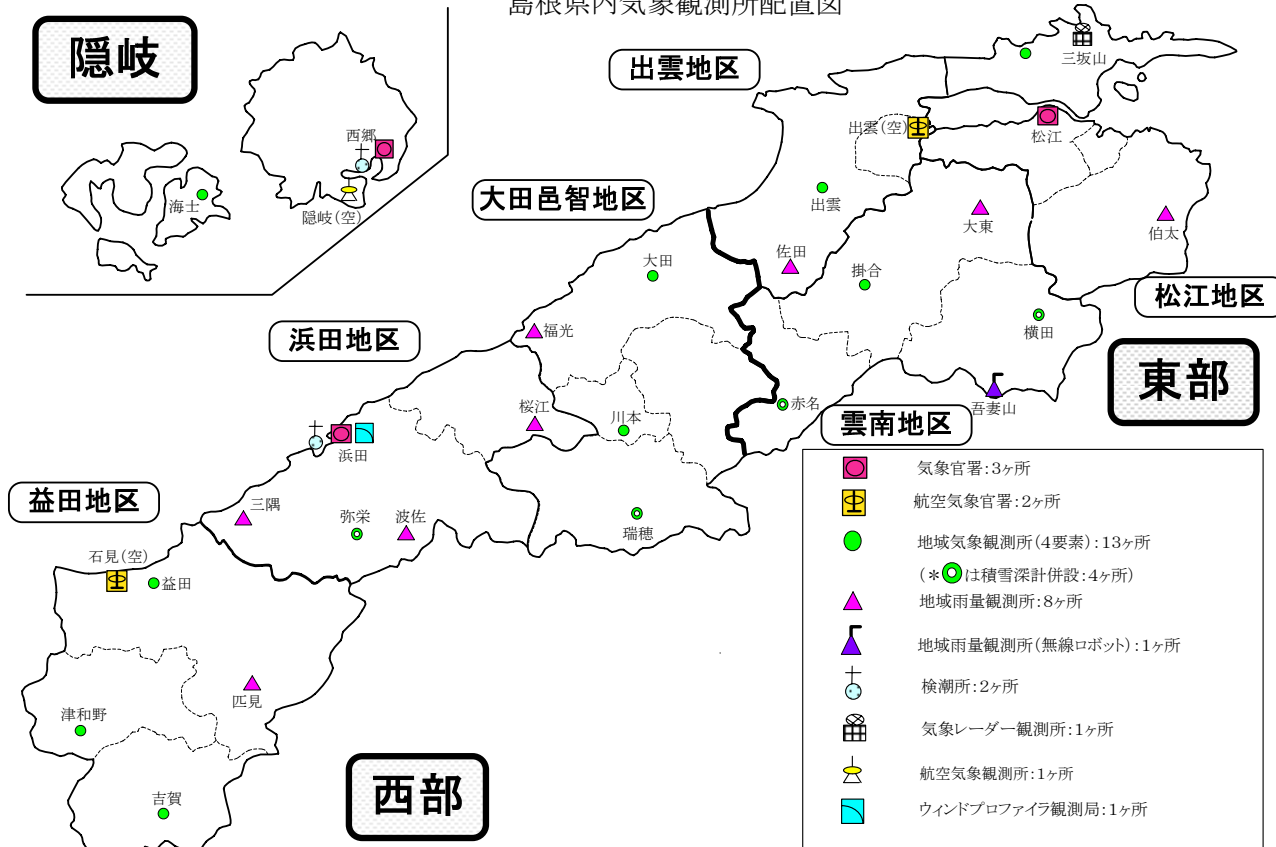 島根県内気象観測所配置図
隠岐
西郷
海士
隠岐(空)
出雲地区
三坂山
出雲(空)
松江
大田邑智地区
出雲
大東
伯太
佐田
掛合
大田
松江地区
横田
福光
浜田地区
東部
桜江
川本
赤名
吾妻山
雲南地区
浜田
益田地区
三隅
弥栄
波佐
瑞穂
石見(空)
益田
匹見
津和野
吉賀
西部
気象官署:3ヶ所
航空気象官署:2ヶ所
地域気象観測所(4要素):13ヶ所
(*は積雪深計併設:4ヶ所)
地域雨量観測所:8ヶ所
地域雨量観測所(無線ロボット):1ヶ所
検潮所:2ヶ所
気象レーダー観測所:1ヶ所
航空気象観測所:1ヶ所
ウィンドプロファイラ観測局:1ヶ所